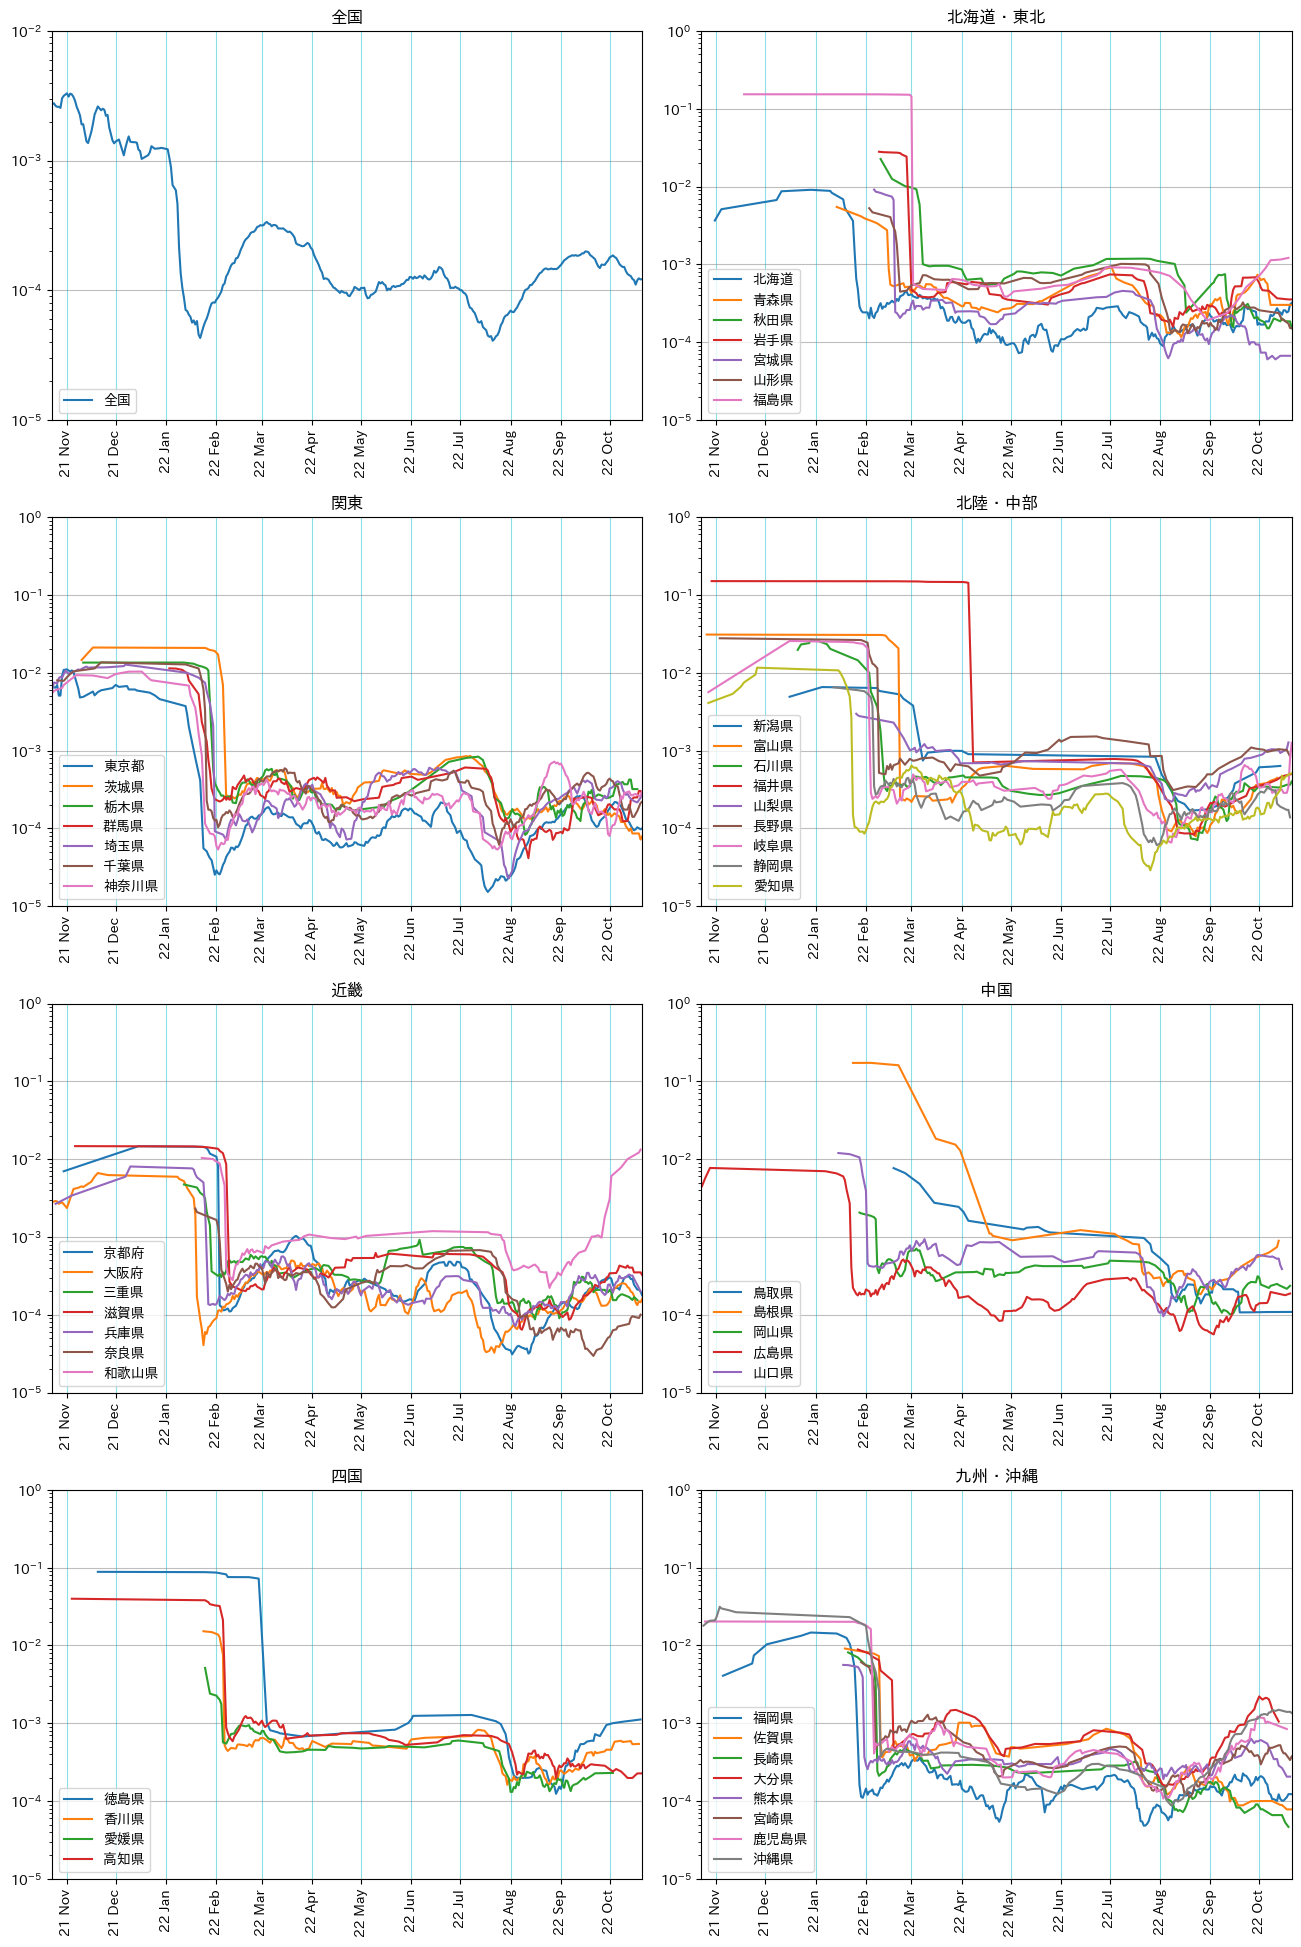 全国
10⁻²
10⁻³
10⁻⁴
10⁻⁵
全国
21 Nov
21 Dec
22 Jan
22 Feb
22 Mar
22 Apr
22 May
22 Jun
22 Jul
22 Aug
22 Sep
22 Oct
北海道・東北
10⁰
10⁻¹
10⁻²
10⁻³
10⁻⁴
10⁻⁵
北海道
青森県
秋田県
岩手県
宮城県
山形県
福島県
21 Nov
21 Dec
22 Jan
22 Feb
22 Mar
22 Apr
22 May
22 Jun
22 Jul
22 Aug
22 Sep
22 Oct
関東
10⁰
10⁻¹
10⁻²
10⁻³
10⁻⁴
10⁻⁵
東京都
茨城県
栃木県
群馬県
埼玉県
千葉県
神奈川県
21 Nov
21 Dec
22 Jan
22 Feb
22 Mar
22 Apr
22 May
22 Jun
22 Jul
22 Aug
22 Sep
22 Oct
北陸・中部
10⁰
10⁻¹
10⁻²
10⁻³
10⁻⁴
10⁻⁵
新潟県
富山県
石川県
福井県
山梨県
長野県
岐阜県
静岡県
愛知県
21 Nov
21 Dec
22 Jan
22 Feb
22 Mar
22 Apr
22 May
22 Jun
22 Jul
22 Aug
22 Sep
22 Oct
近畿
10⁰
10⁻¹
10⁻²
10⁻³
10⁻⁴
10⁻⁵
京都府
大阪府
三重県
滋賀県
兵庫県
奈良県
和歌山県
21 Nov
21 Dec
22 Jan
22 Feb
22 Mar
22 Apr
22 May
22 Jun
22 Jul
22 Aug
22 Sep
22 Oct
中国
10⁰
10⁻¹
10⁻²
10⁻³
10⁻⁴
10⁻⁵
鳥取県
島根県
岡山県
広島県
山口県
21 Nov
21 Dec
22 Jan
22 Feb
22 Mar
22 Apr
22 May
22 Jun
22 Jul
22 Aug
22 Sep
22 Oct
四国
10⁰
10⁻¹
10⁻²
10⁻³
10⁻⁴
10⁻⁵
徳島県
香川県
愛媛県
高知県
21 Nov
21 Dec
22 Jan
22 Feb
22 Mar
22 Apr
22 May
22 Jun
22 Jul
22 Aug
22 Sep
22 Oct
九州・沖縄
10⁰
10⁻¹
10⁻²
10⁻³
10⁻⁴
10⁻⁵
福岡県
佐賀県
長崎県
大分県
熊本県
宮崎県
鹿児島県
沖縄県
21 Nov
21 Dec
22 Jan
22 Feb
22 Mar
22 Apr
22 May
22 Jun
22 Jul
22 Aug
22 Sep
22 Oct